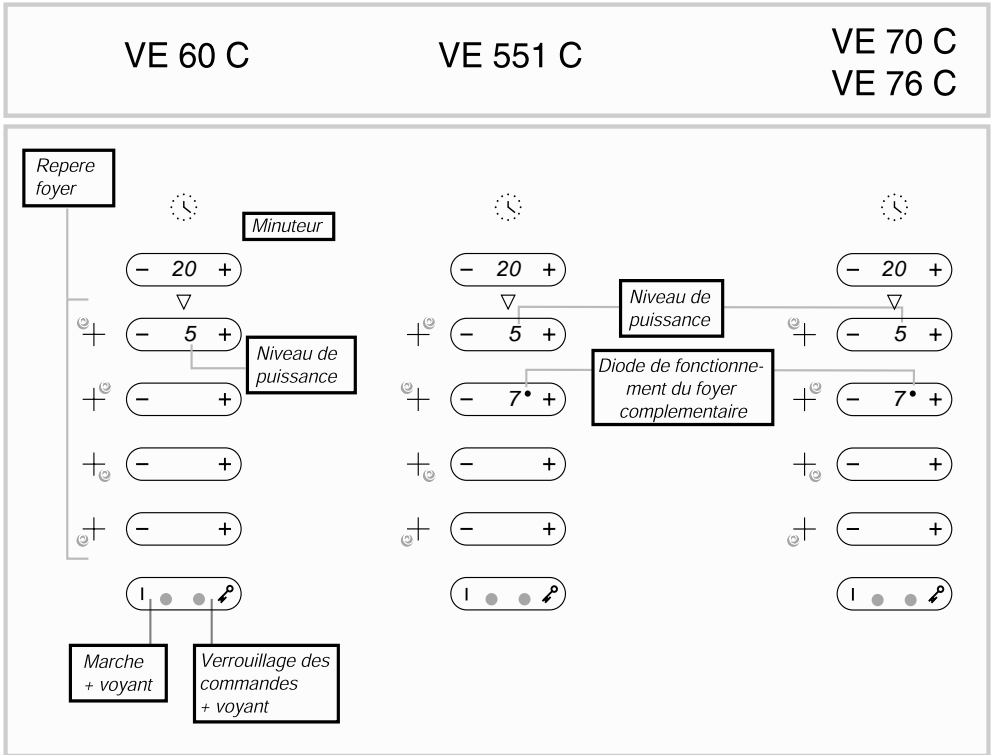 VE 60 C
VE 551 C
VE 70 C
VE 76 C
Repere
foyer
Minuteur
- 20 +
- 20 +
- 20 +
Niveau de
puissance
- 5 +
- 5 +
- 5 +
Niveau de
puissance
Diode de fonctionne-
ment du foyer
complementaire
- +
- 7• +
- 7• +
- +
- +
- +
- +
- +
- +
I
I
I
Marche
+ voyant
Verrouillage des
commandes
+ voyant